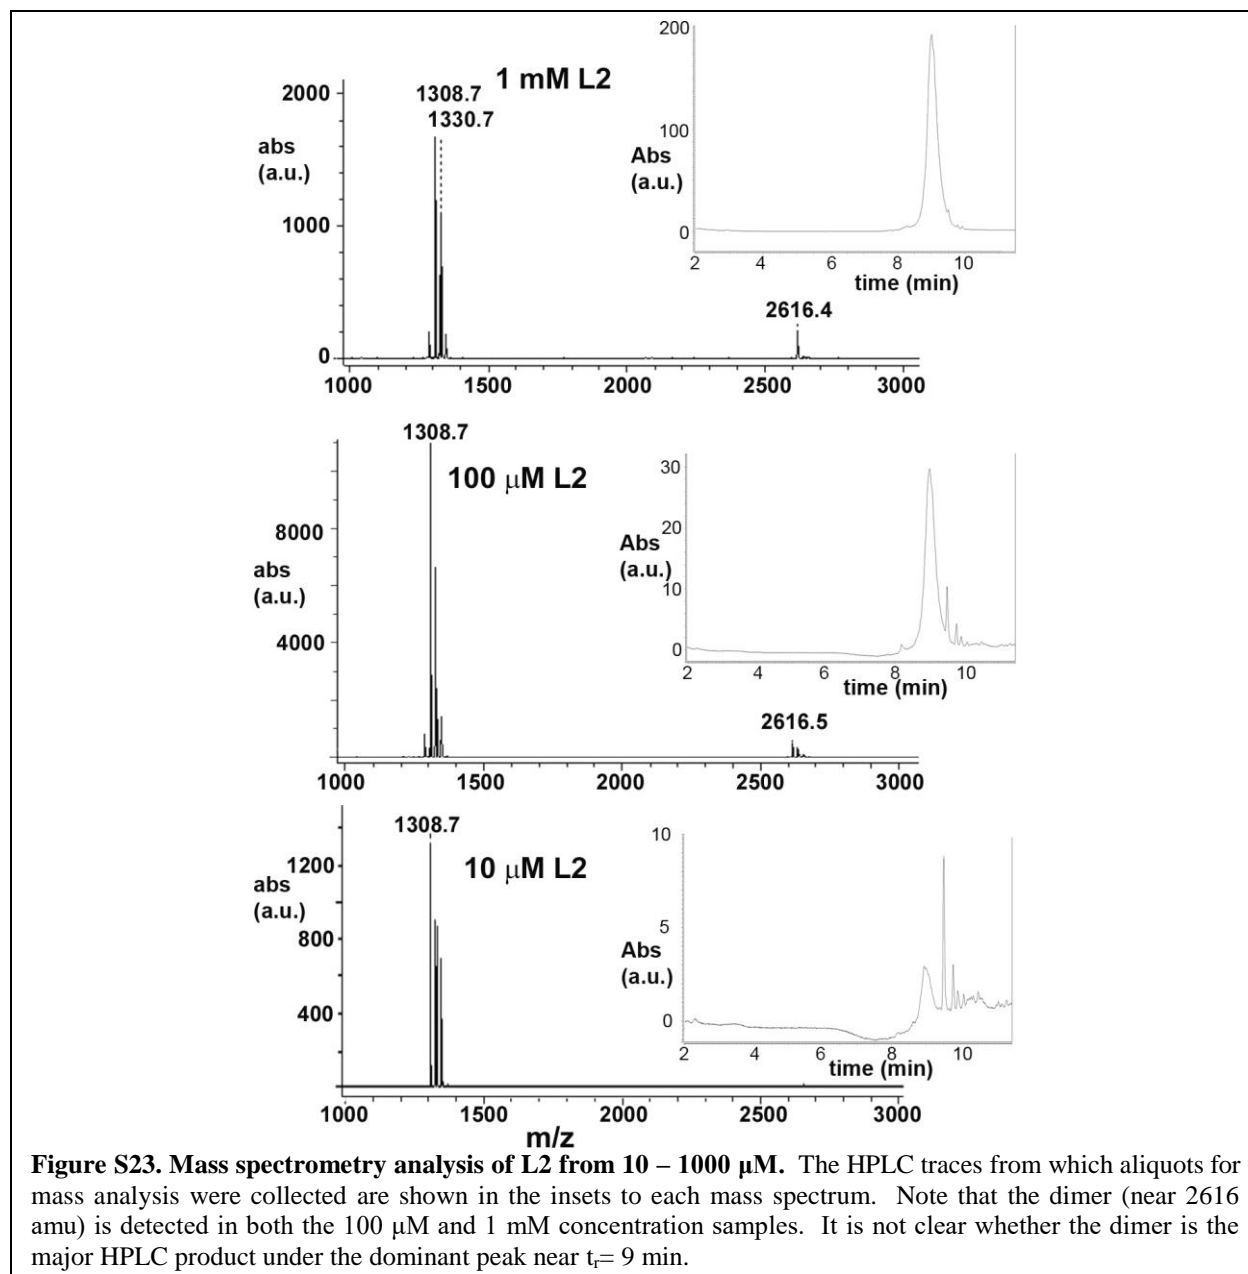 1 mM L2
1308.7
1330.7
2000
1000
0
abs
(a.u.)
2616.4
1000 1500 2000 2500 3000
200
100
0
Abs
(a.u.)
2 4 6 8 10
time (min)
1308.7
100 μM L2
8000
4000
abs
(a.u.)
2616.5
1000 1500 2000 2500 3000
30
20
10
0
Abs
(a.u.)
2 4 6 8 10
time (min)
1308.7
10 μM L2
1200
800
400
abs
(a.u.)
1000 1500 2000 2500 3000
m/z
10
5
0
Abs
(a.u.)
2 4 6 8 10
time (min)
Figure S23. Mass spectrometry analysis of L2 from 10 – 1000 μM. The HPLC traces from which aliquots for
mass analysis were collected are shown in the insets to each mass spectrum. Note that the dimer (near 2616
amu) is detected in both the 100 μM and 1 mM concentration samples. It is not clear whether the dimer is the
major HPLC product under the dominant peak near tr= 9 min.